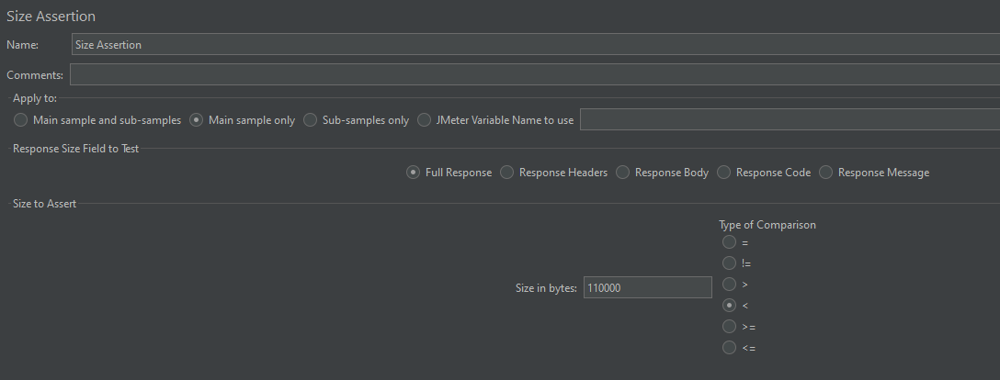 Size Assertion
Name: Size Assertion
Comments:
Apply to:
Main sample and sub-samples Main sample only Sub-samples only JMeter Variable Name to use
Response Size Field to Test
Full Response Response Headers Response Body Response Code Response Message
Size to Assert
Type of Comparison
=
!=
>
Size in bytes: 110000
<
>=
<=